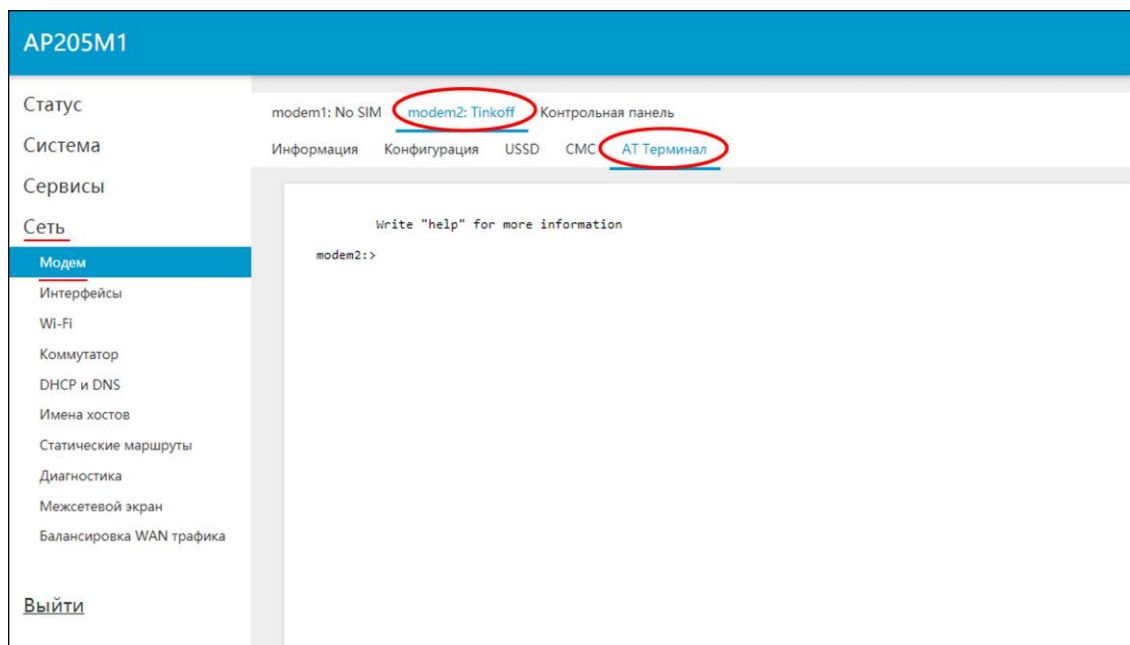 AP205M1
Статус
Система
Сервисы
Сеть
Модем
Интерфейсы
Wi-Fi
Коммутатор
DHCP и DNS
Имена хостов
Статические маршруты
Диагностика
Межсетевой экран
Балансировка WAN трафика
Выйти
modem1: No SIM modem2: Tinkoff Контрольная панель
Информация Конфигурация USSD СМС АТ Терминал
Write "help" for more information
modem2:>